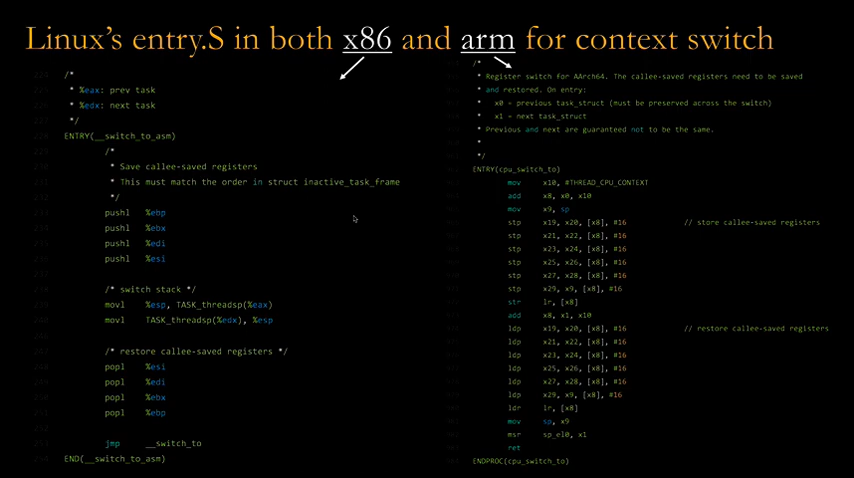 Linux's entry.S in both x86 and arm for context switch
/*
* %eax: prev task
* %edx: next task
*/
ENTRY(__switch_to_asm)
/*
* Save callee-saved registers
* This must match the order in struct inactive_task_frame
*/
pushl %ebp
pushl %ebx
pushl %edi
pushl %esi
/* switch stack */
movl %esp, TASK_threadsp(%eax)
movl TASK_threadsp(%edx), %esp
/* restore callee-saved registers */
popl %esi
popl %edi
popl %ebx
popl %ebp
jmp __switch_to
END(__switch_to_asm)
/*
* Register switch for AArch64. The callee-saved registers need to be saved
* and restored. On entry:
* x0 = previous task_struct (must be preserved across the switch)
* x1 = next task_struct
* Previous and next are guaranteed not to be the same.
*
*/
ENTRY(cpu_switch_to)
mov x10, #THREAD_CPU_CONTEXT
add x8, x0, x10
mov x9, sp
stp x19, x20, [x8], #16 // store callee-saved registers
stp x21, x22, [x8], #16
stp x23, x24, [x8], #16
stp x25, x26, [x8], #16
stp x27, x28, [x8], #16
stp x29, x9, [x8], #16
str lr, [x8]
add x8, x1, x10
ldp x19, x20, [x8], #16 // restore callee-saved registers
ldp x21, x22, [x8], #16
ldp x23, x24, [x8], #16
ldp x25, x26, [x8], #16
ldp x27, x28, [x8], #16
ldp x29, x9, [x8], #16
ldr lr, [x8]
mov sp, x9
msr sp_el0, x1
ret
ENDPROC(cpu_switch_to)